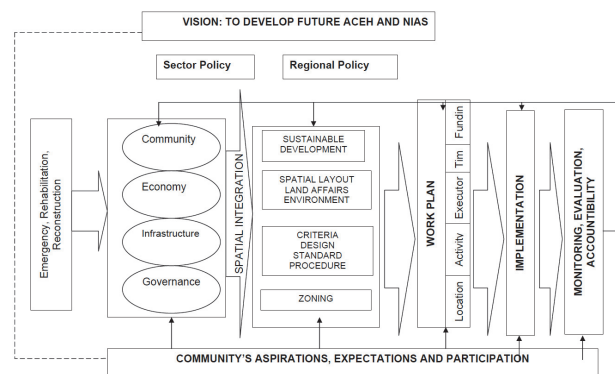 VISION: TO DEVELOP FUTURE ACEH AND NIAS
Sector Policy
Regional Policy
Emergency, Rehabilitation,
Reconstruction
Community
Economy
Infrastructure
Governance
SPATIAL INTEGRATION
SUSTAINABLE
DEVELOPMENT
SPATIAL LAYOUT
LAND AFFAIRS
ENVIRONMENT
CRITERIA
DESIGN
STANDARD
PROCEDURE
ZONING
WORK PLAN
Fundin
Tim
Executor
Activity
Location
IMPLEMENTATION
MONITORING, EVALUATION,
ACCOUNTIBILITY
COMMUNITY'S ASPIRATIONS, EXPECTATIONS AND PARTICIPATION